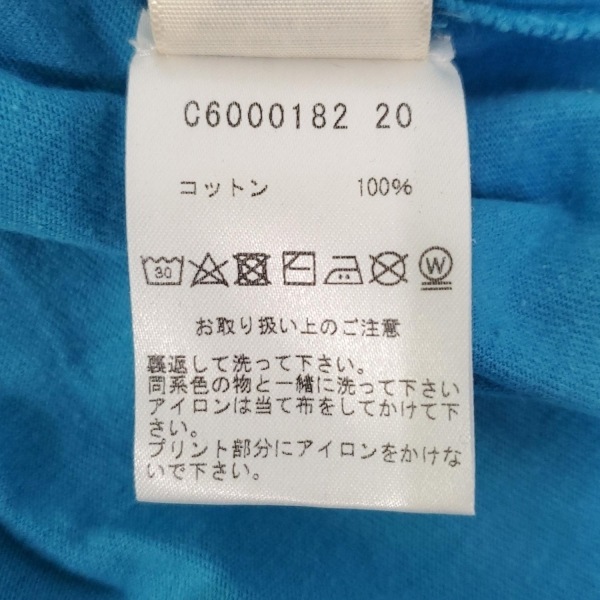 C6000182 20
コットン 100%
30
W
お取り扱い上のご注意
裏返して洗って下さい。
同系色の物と一緒に洗って下さい
アイロンは当て布をしてかけて下
さい。
プリント部分にアイロンをかけな
いで下さい。